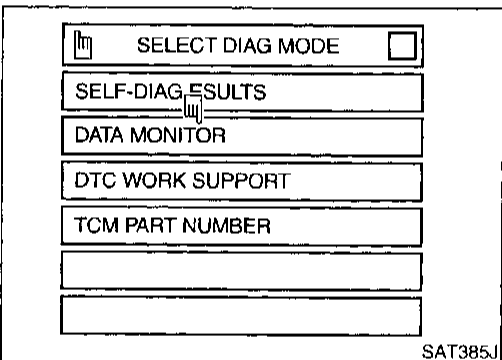 SELECT DIAG MODE
SELF-DIAG ESULTS
DATA MONITOR
DTC WORK SUPPORT
TCM PART NUMBER
SAT385J